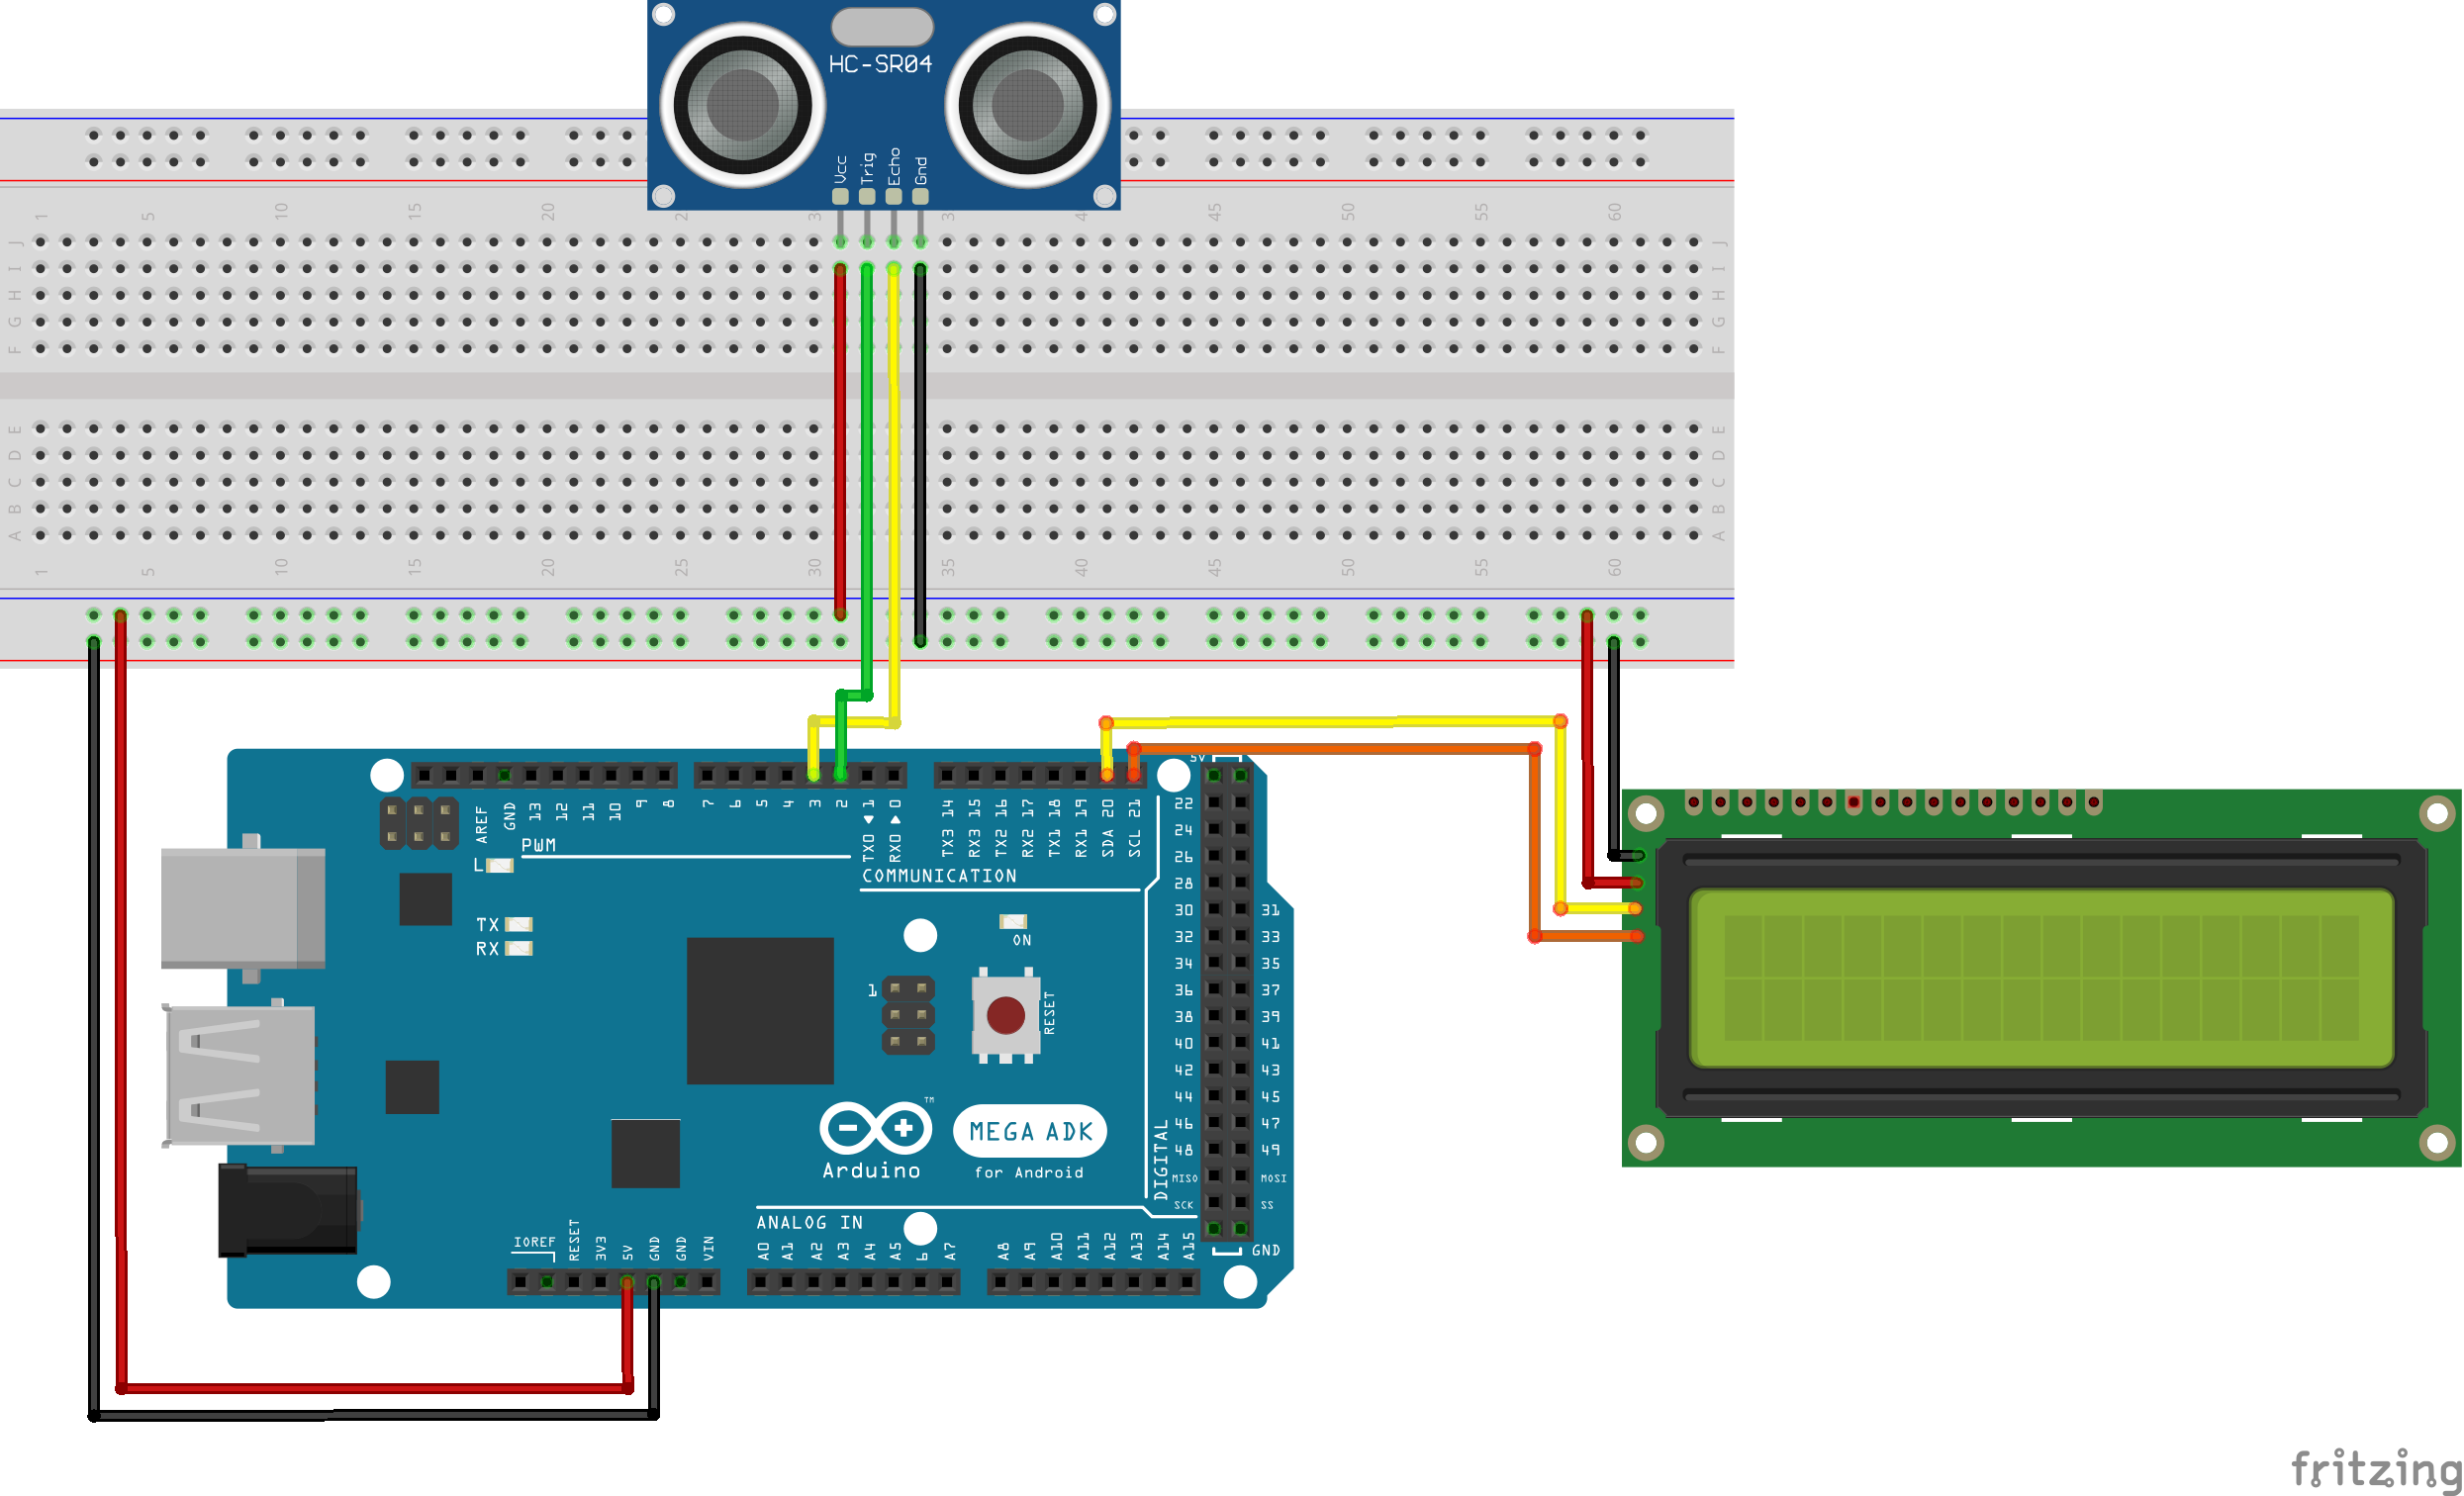 HC-SR04
Vcc
Trig
Echo
Gnd
1 5 10 15 20 2 3 3 4 45 50 55 60
J J
I I
H H
G G
F F
E E
D D
C C
B B
A A
1 5 10 15 20 25 30 35 40 45 50 55 60
5V
AREF
GND
13
12
11
10
9
8
7
6
5
4
3
2
TX0 1
RX0 0
TX3 14
RX3 15
TX2 16
RX2 17
TX1 18
RX1 19
SDA 20
SCL 21
L
PWM
COMMUNICATION
TX
RX
ON
1
RESET
22
24
26
28
30 31
32 33
34 35
36 37
38 39
40 41
42 43
44 45
46 47
48 49
MISO MOSI
SCK SS
GND
DIGITAL
TM
Arduino
MEGA ADK
for Android
ANALOG IN
IOREF
RESET
3V3
5V
GND
GND
VIN
A0
A1
A2
A3
A4
A5
6
A7
A8
A9
A10
A11
A12
A13
A14
A15
fritzing